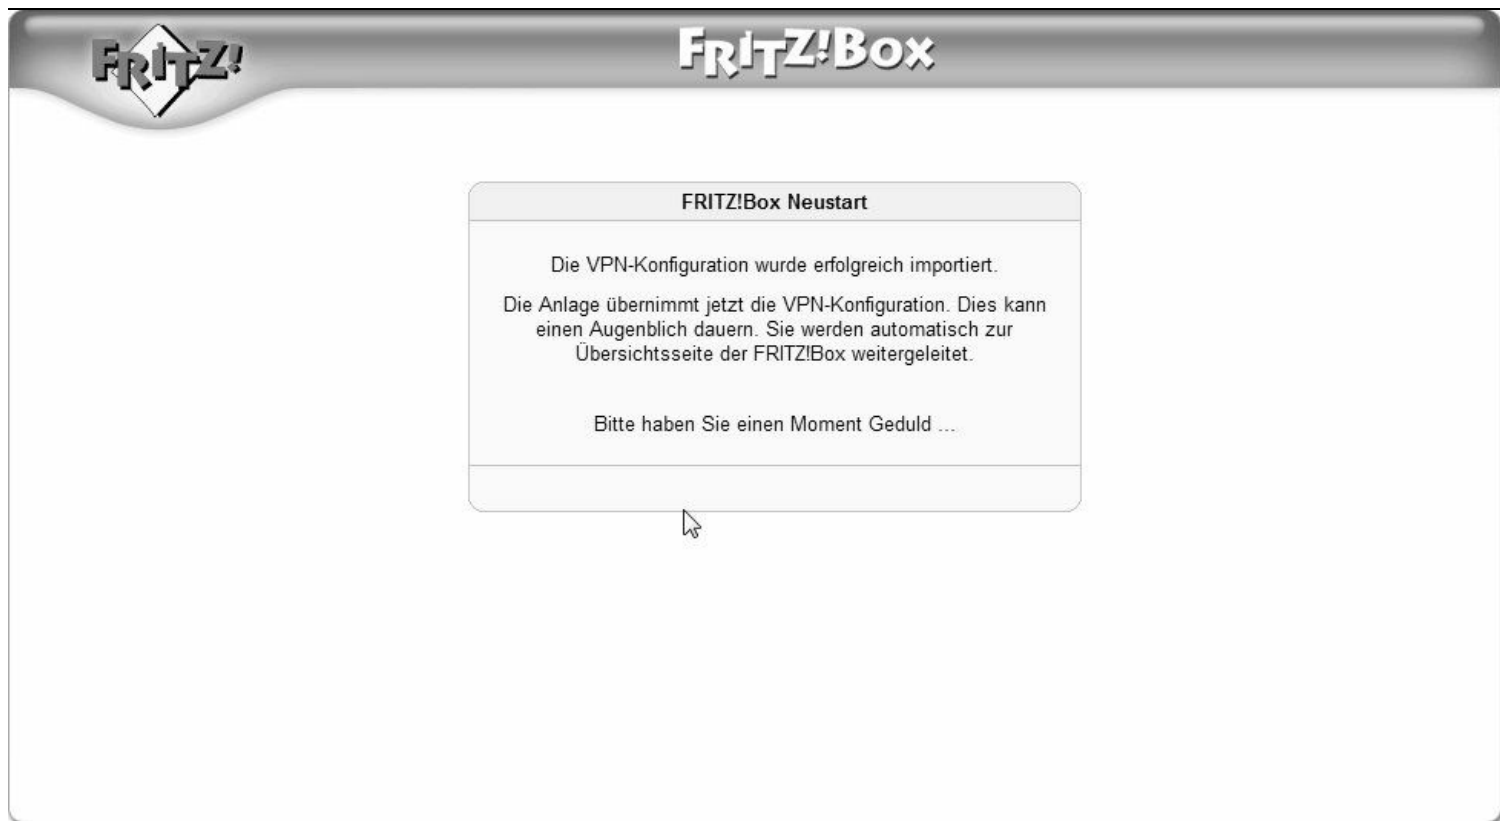 FRITZ!
FRITZ!Box
FRITZ!Box Neustart
Die VPN-Konfiguration wurde erfolgreich importiert.
Die Anlage übernimmt jetzt die VPN-Konfiguration. Dies kann
einen Augenblich dauern. Sie werden automatisch zur
Übersichtsseite der FRITZ!Box weitergeleitet.
Bitte haben Sie einen Moment Geduld ...